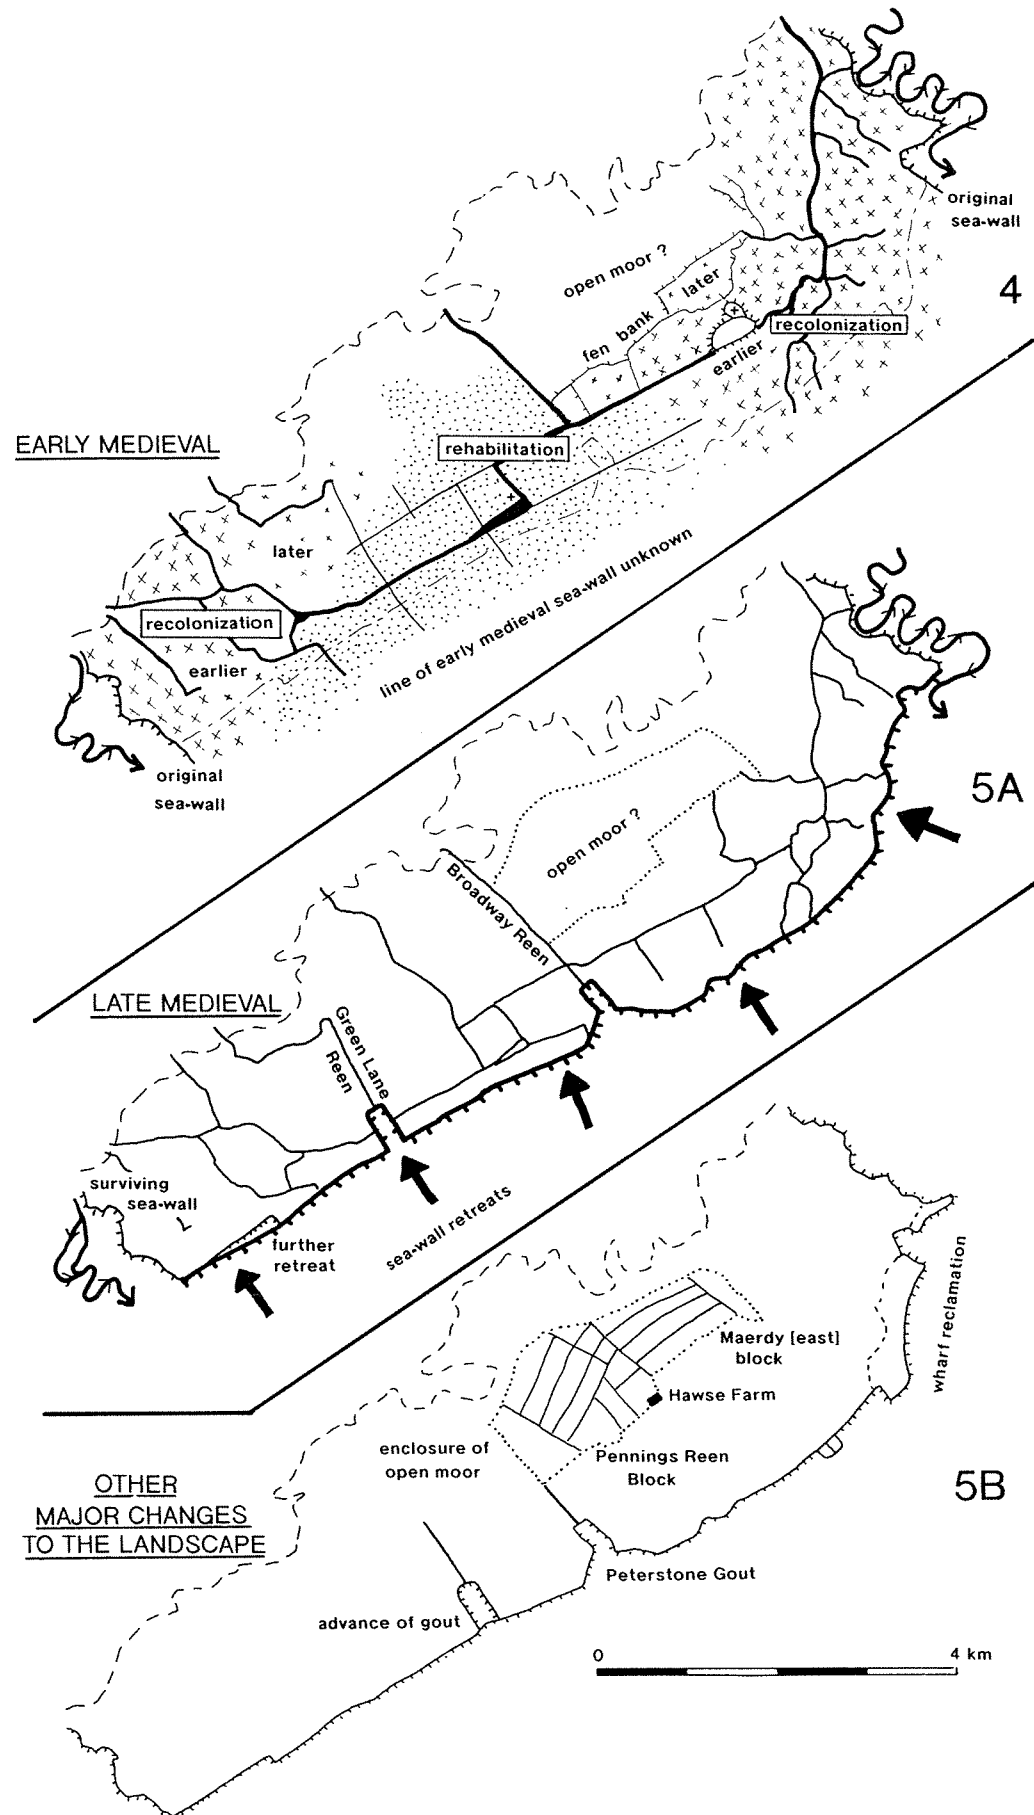 original
sea-wall
4
open moor ?
later
fen bank
recolonization
earlier
EARLY MEDIEVAL
rehabilitation
later
recolonization
earlier
line of early medieval sea-wall unknown
original
sea-wall
5A
open moor ?
Broadway Reen
LATE MEDIEVAL
Green Lane
Reen
surviving
sea-wall
further
retreat
sea-wall retreats
wharf reclamation
Maerdy [east]
block
Hawse Farm
enclosure of
open moor
Pennings Reen
Block
5B
OTHER
MAJOR CHANGES
TO THE LANDSCAPE
Peterstone Gout
advance of gout
0 4 km